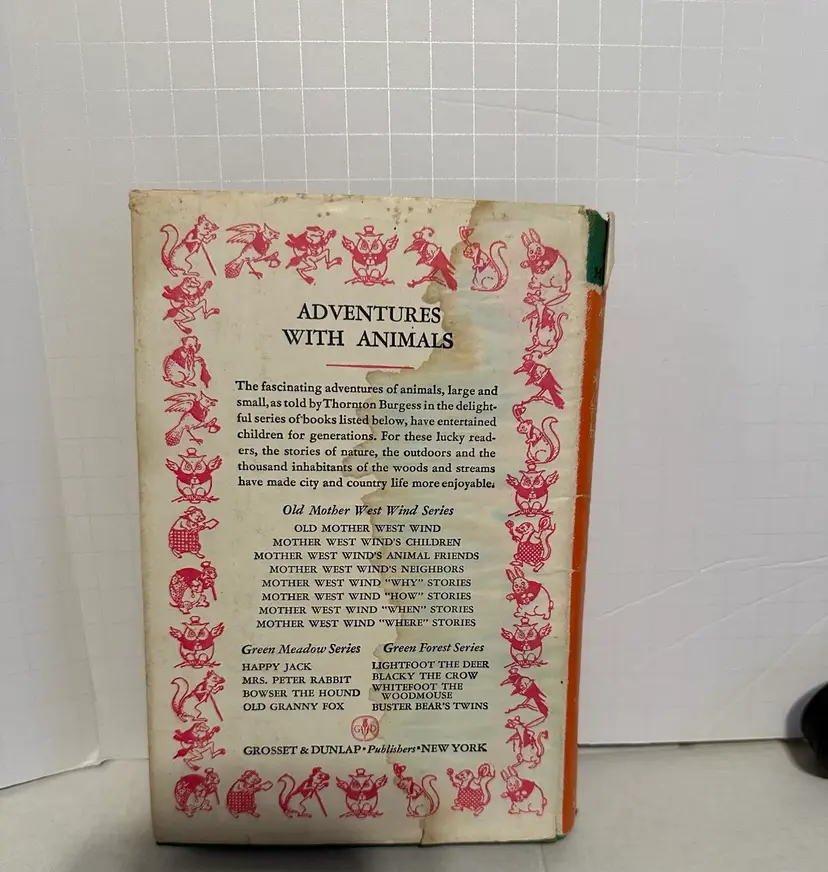 ADVENTURES
WITH ANIMALS
The fascinating adventures of animals, large and
small, as told by Thornton Burgess in the delight-
ful series of books listed below, have entertained
children for generations. For these lucky read-
ers, the stories of nature, the outdoors and the
thousand inhabitants of the woods and streams
have made city and country life more enjoyable.
Old Mother West Wind Series
OLD MOTHER WEST WIND
MOTHER WEST WIND'S CHILDREN
MOTHER WEST WIND'S ANIMAL FRIENDS
MOTHER WEST WIND'S NEIGHBORS
MOTHER WEST WIND "WHY" STORIES
MOTHER WEST WIND "HOW" STORIES
MOTHER WEST WIND "WHEN" STORIES
MOTHER WEST WIND "WHERE" STORIES
Green Meadow Series
HAPPY JACK
MRS. PETER RABBIT
BOWSER THE HOUND
OLD GRANNY FOX
Green Forest Series
LIGHTFOOT THE DEER
BLACKY THE CROW
WHITEFOOT THE
WOODMOUSE
BUSTER BEAR'S TWINS
G&D
GROSSET & DUNLAP • Publishers • NEW YORK